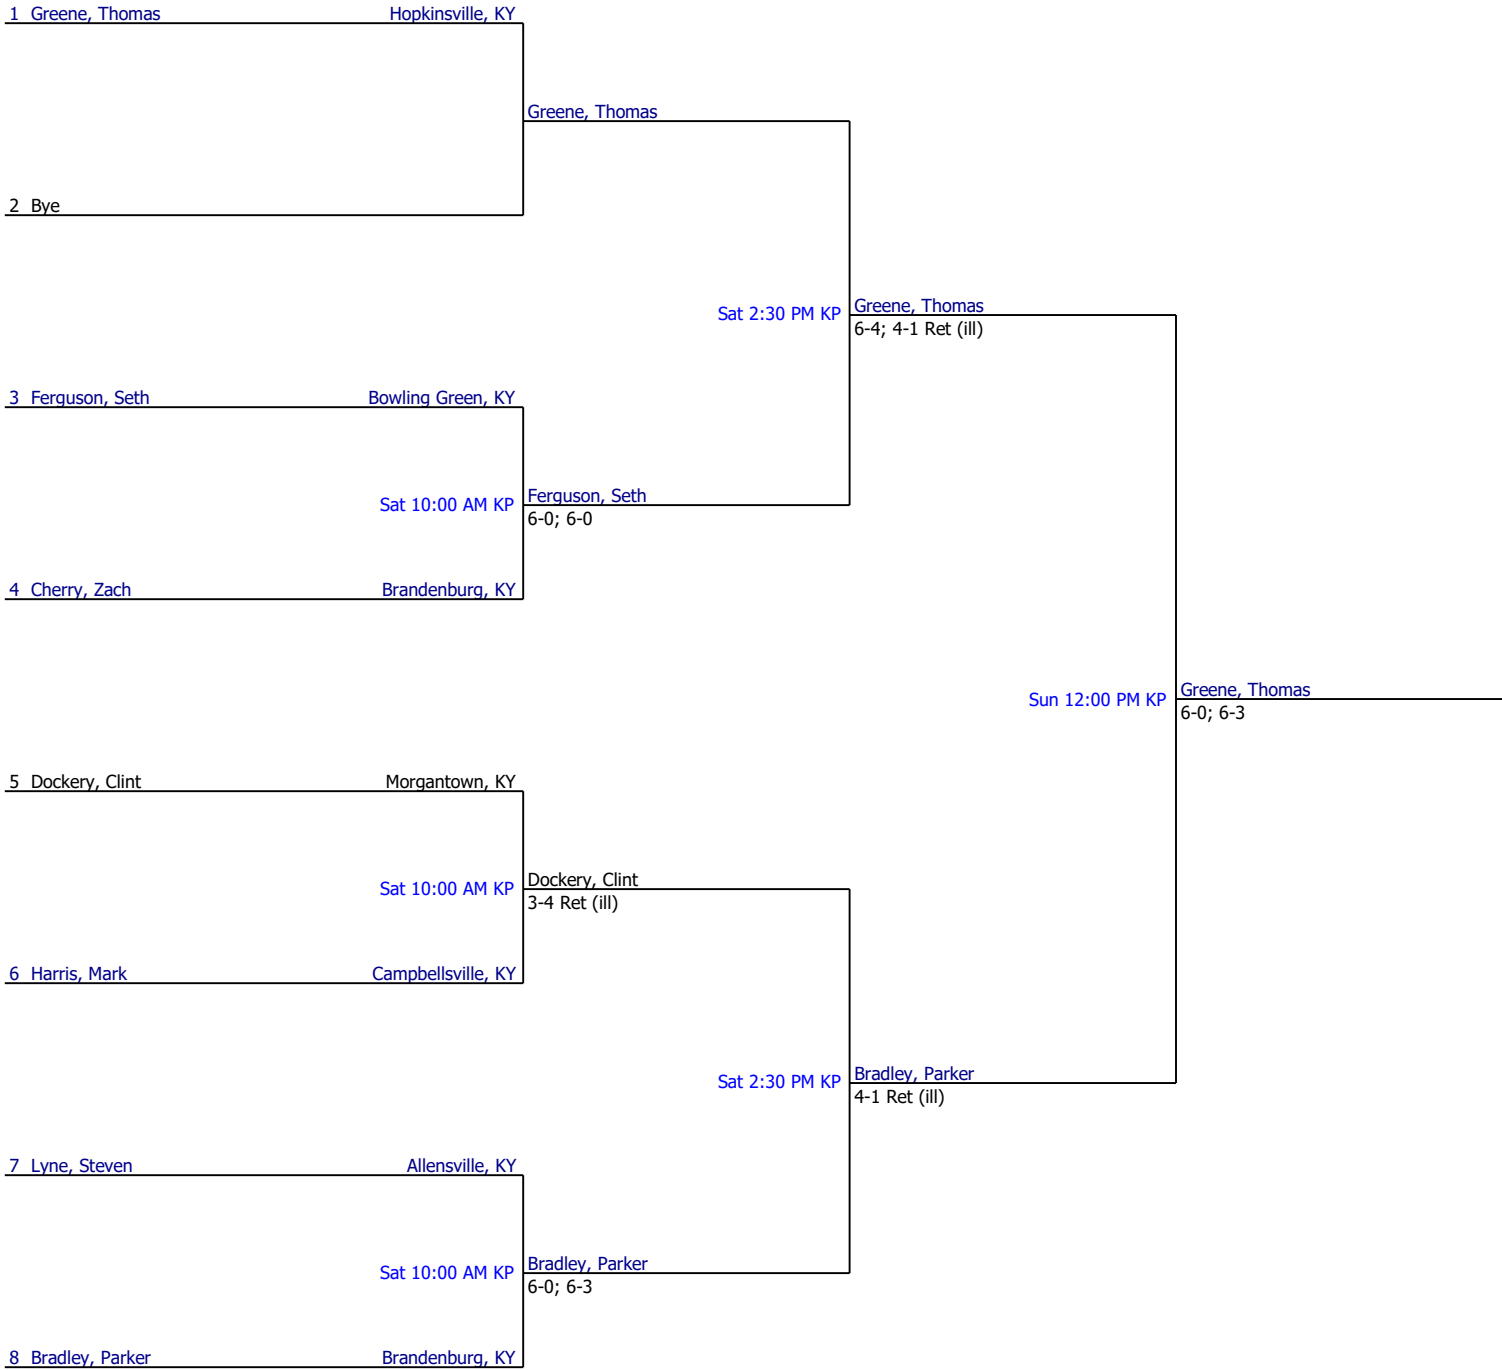 1 Greene, Thomas Hopkinsville, KY
Greene, Thomas
2 Bye
Sat 2:30 PM KP Greene, Thomas
6-4; 4-1 Ret (ill)
3 Ferguson, Seth Bowling Green, KY
Sat 10:00 AM KP Ferguson, Seth
6-0; 6-0
4 Cherry, Zach Brandenburg, KY
Sun 12:00 PM KP Greene, Thomas
6-0; 6-3
5 Dockery, Clint Morgantown, KY
Sat 10:00 AM KP Dockery, Clint
3-4 Ret (ill)
6 Harris, Mark Campbellsville, KY
Sat 2:30 PM KP Bradley, Parker
4-1 Ret (ill)
7 Lyne, Steven Allensville, KY
Sat 10:00 AM KP Bradley, Parker
6-0; 6-3
8 Bradley, Parker Brandenburg, KY